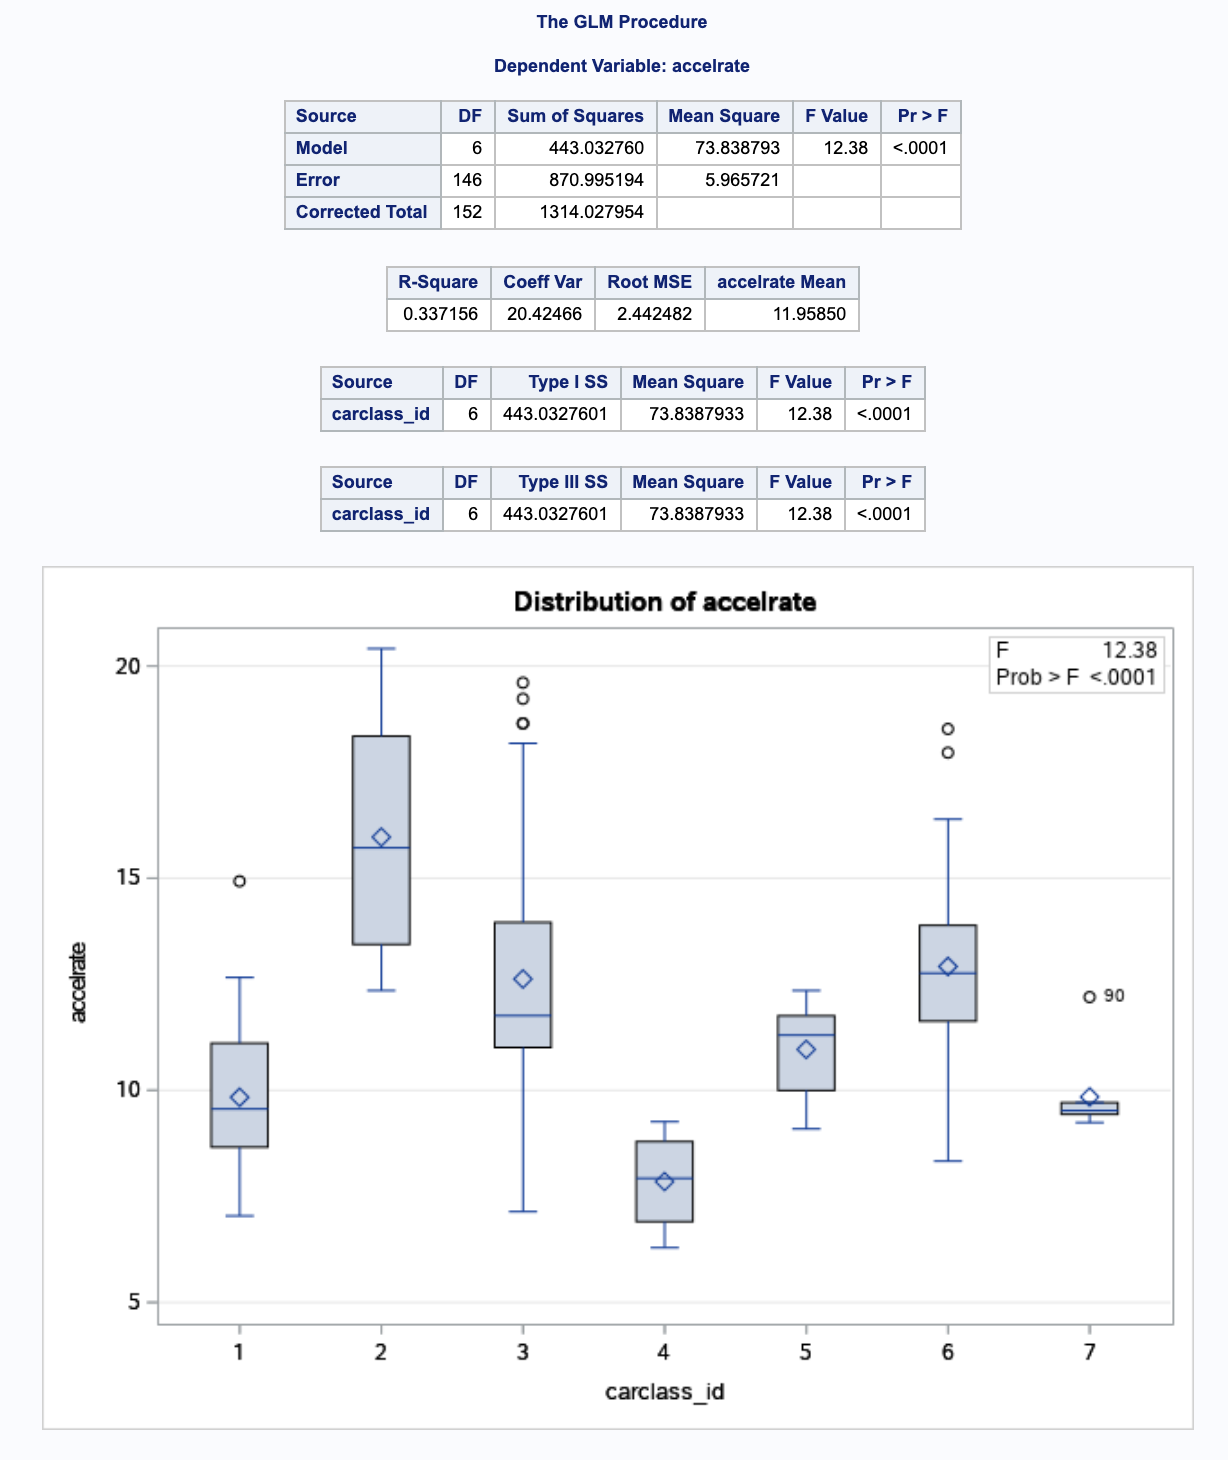 The GLM Procedure
Dependent Variable: accelrate
Source DF Sum of Squares Mean Square F Value Pr > F
Model 6 443.032760 73.838793 12.38 <.0001
Error 146 870.995194 5.965721
Corrected Total 152 1314.027954
R-Square Coeff Var Root MSE accelrate Mean
0.337156 20.42466 2.442482 11.95850
Source DF Type I SS Mean Square F Value Pr > F
carclass_id 6 443.0327601 73.8387933 12.38 <.0001
Source DF Type III SS Mean Square F Value Pr > F
carclass_id 6 443.0327601 73.8387933 12.38 <.0001
Distribution of accelrate
F 12.38
Prob > F <.0001
20
15
10
5
accelrate
90
1 2 3 4 5 6 7
carclass_id